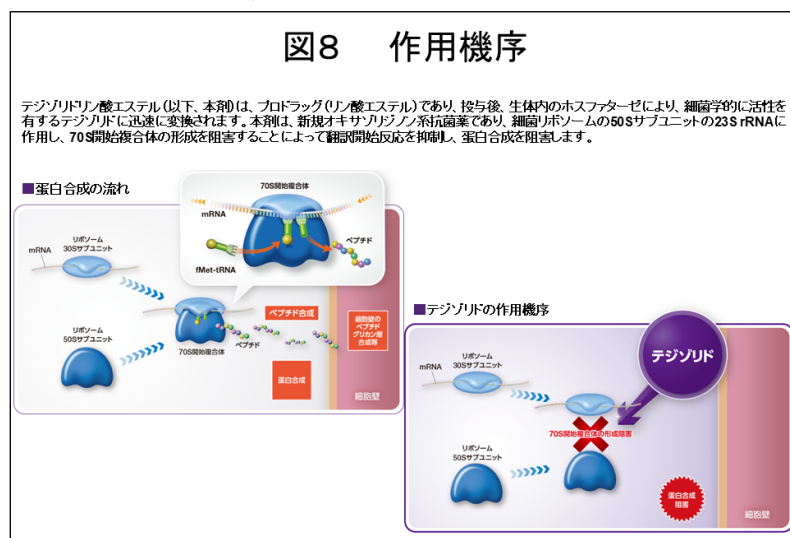 図8 作用機序
テジゾリドリン酸エステル(以下、本剤)は、プロドラッグ(リン酸エステル)であり、投与後、生体内のホスファターゼにより、細菌学的に活性を
有するテジゾリドに迅速に変換されます。本剤は、新規オキサゾリジノン系抗菌薬であり、細菌リボソームの50Sサブユニットの23S rRNAに
作用し、70S開始複合体の形成を阻害することによって翻訳開始反応を抑制し、蛋白合成を阻害します。
■蛋白合成の流れ
70S開始複合体
mRNA
ペプチド
fMet-tRNA
リボソーム
30Sサブユニット
mRNA
リボソーム
50Sサブユニット
70S開始複合体
ペプチド
ペプチド合成
蛋白合成
細胞壁の
ペプチド
グリカン層
合成等
細胞壁
■テジゾリドの作用機序
テジゾリド
リボソーム
30Sサブユニット
mRNA
70S開始複合体の形成阻害
リボソーム
50Sサブユニット
蛋白合成
阻害
細胞壁